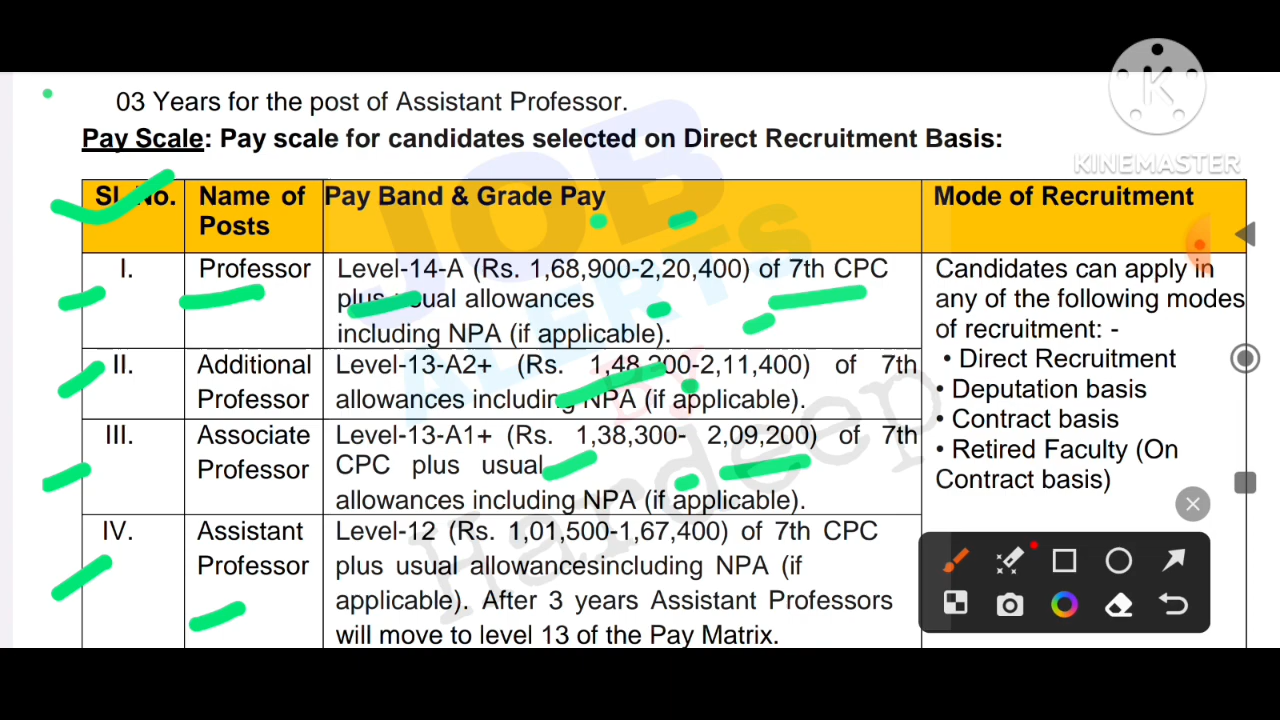 03 Years for the post of Assistant Professor.
Pay Scale: Pay scale for candidates selected on Direct Recruitment Basis:
KINEMASTER
Sl. No.
Name of
Posts
Pay Band & Grade Pay
Mode of Recruitment
I.
Professor
Level-14-A (Rs. 1,68,900-2,20,400) of 7th CPC
plus usual allowances
including NPA (if applicable).
II.
Additional
Professor
Level-13-A2+ (Rs. 1,48,200-2,11,400) of 7th
allowances including NPA (if applicable).
III.
Associate
Professor
Level-13-A1+ (Rs. 1,38,300- 2,09,200) of 7th
CPC plus usual
allowances including NPA (if applicable).
IV.
Assistant
Professor
Level-12 (Rs. 1,01,500-1,67,400) of 7th CPC
plus usual allowancesincluding NPA (if
applicable). After 3 years Assistant Professors
will move to level 13 of the Pay Matrix.
Candidates can apply in
any of the following modes
of recruitment: -
• Direct Recruitment
• Deputation basis
• Contract basis
• Retired Faculty (On
Contract basis)
JOB
ALERTS
Hardeep